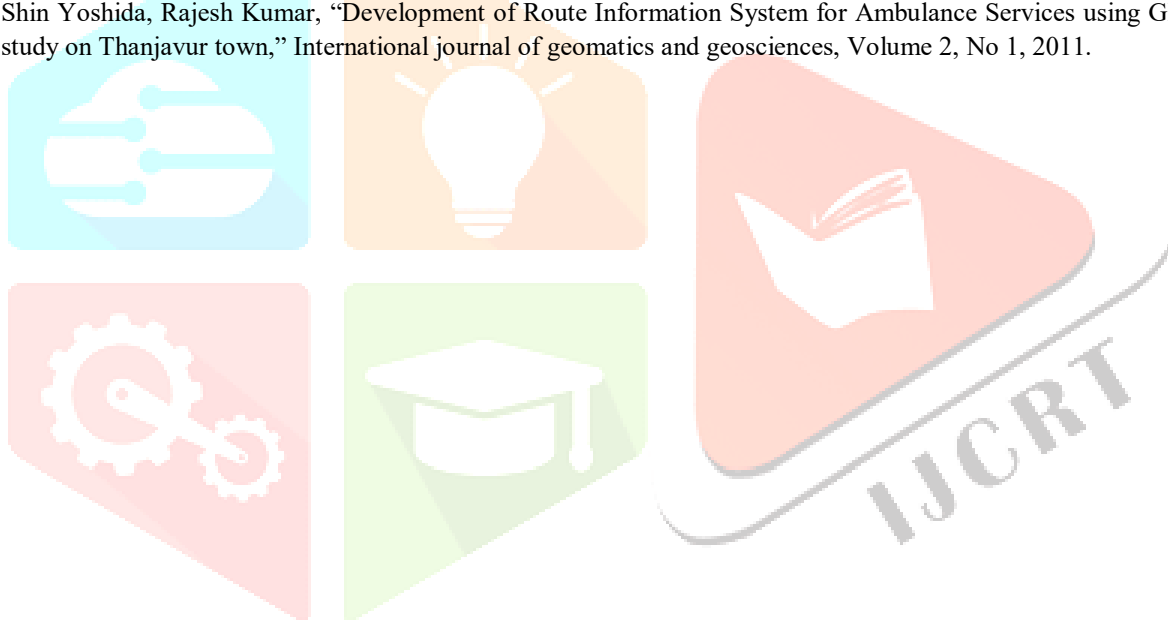 Shin Yoshida, Rajesh Kumar, “Development of Route Information System for Ambulance Services using G
study on Thanjavur town,” International journal of geomatics and geosciences, Volume 2, No 1, 2011.
IJCRT